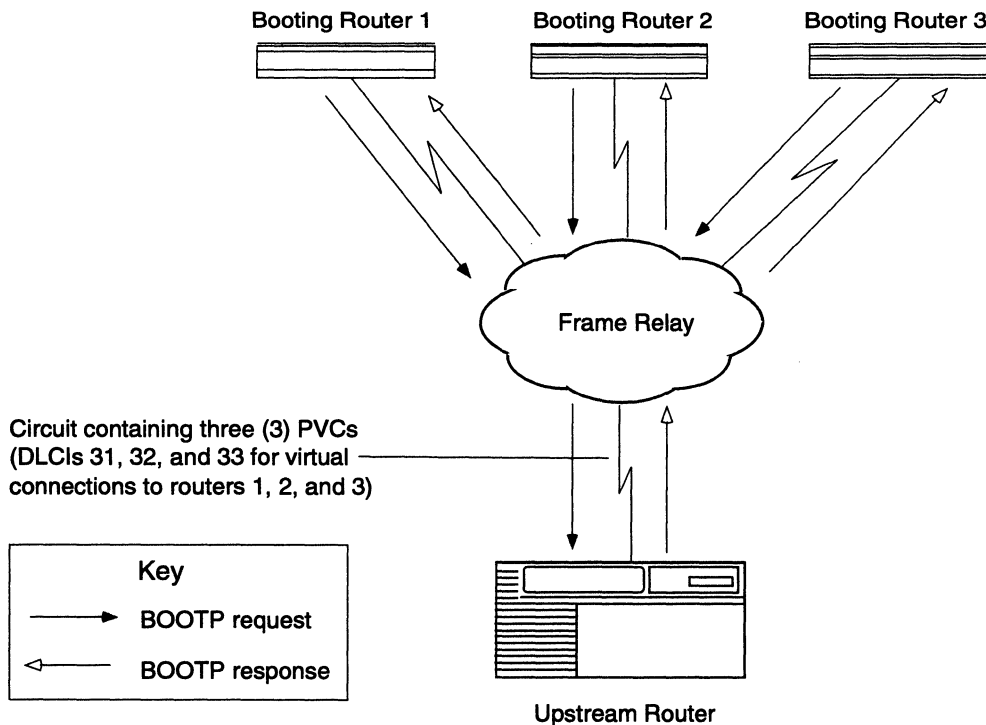 Booting Router 1
Booting Router 2
Booting Router 3
Frame Relay
Circuit containing three (3) PVCs
(DLCIs 31, 32, and 33 for virtual
connections to routers 1, 2, and 3)
Key
BOOTP request
BOOTP response
Upstream Router